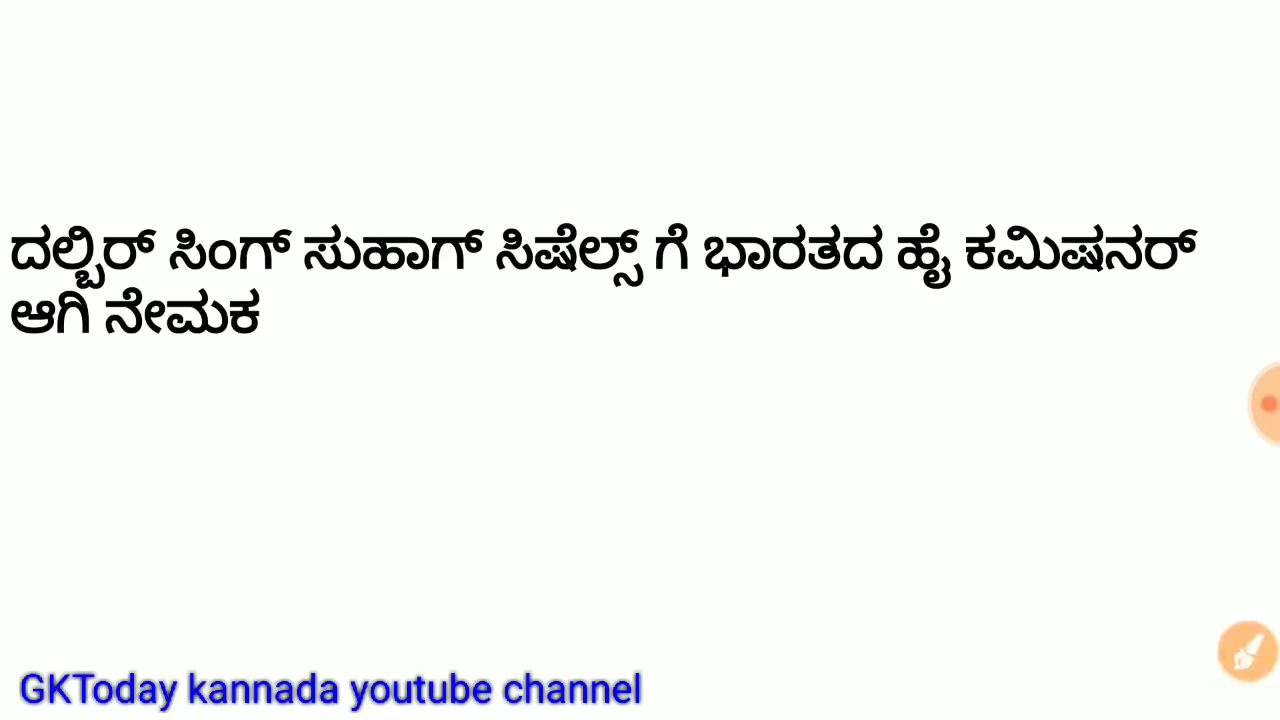 ದಲ್ಬಿರ್ ಸಿಂಗ್ ಸುಹಾಗ್ ಸಿಷೆಲ್ಸ್ ಗೆ ಭಾರತದ ಹೈ ಕಮಿಷನರ್
ಆಗಿ ನೇಮಕ
GKToday kannada youtube channel